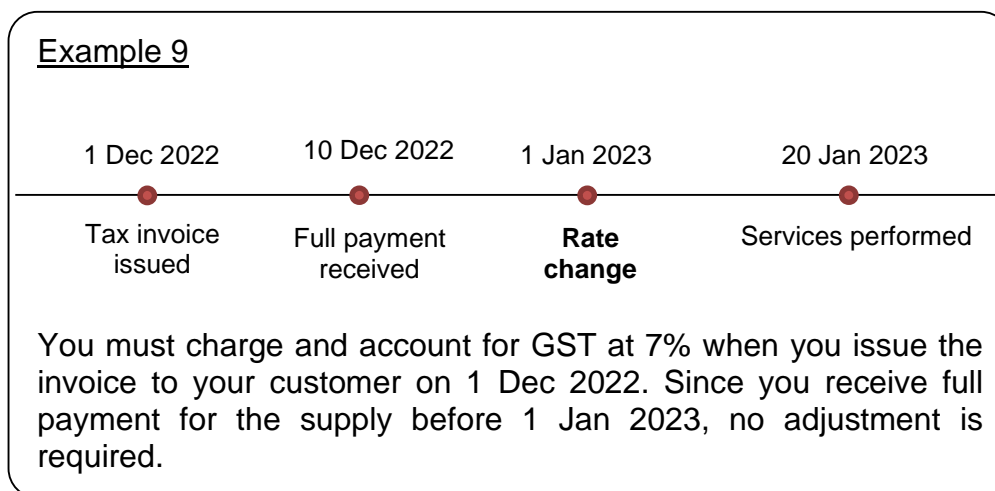 Example 9
1 Dec 2022
10 Dec 2022
1 Jan 2023
20 Jan 2023
Tax invoice
issued
Full payment
received
Rate
change
Services performed
You must charge and account for GST at 7% when you issue the
invoice to your customer on 1 Dec 2022. Since you receive full
payment for the supply before 1 Jan 2023, no adjustment is
required.